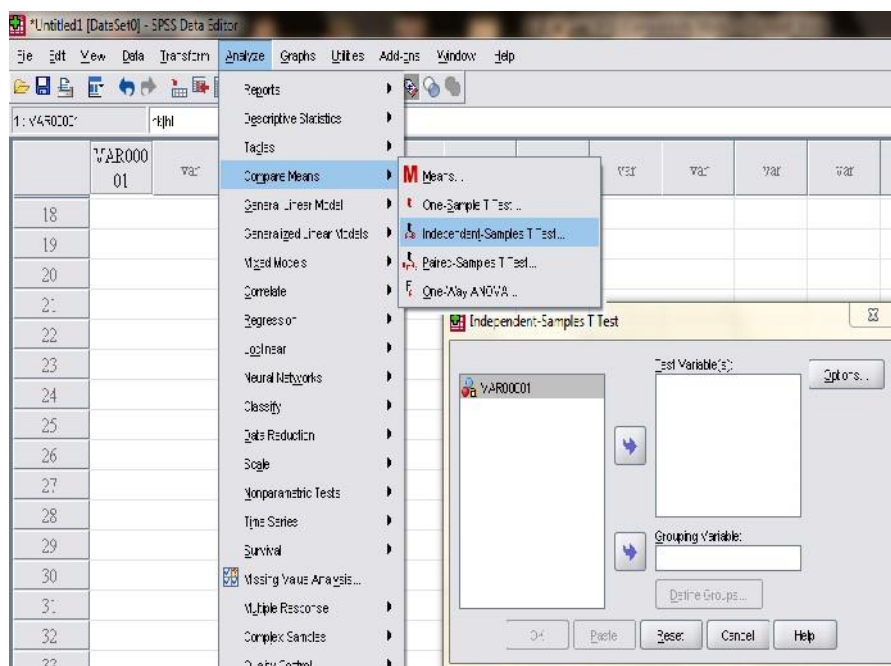 *Untitled1 [DataSet0] - SPSS Data Editor
File Edit View Data Transform Analyze Graphs Utilities Add-ons Window Help
1 : VAR00001
VAR000
01
var
var
var
var
var
18
19
20
21
22
23
24
25
26
27
28
29
30
31
32
33
Reports
Descriptive Statistics
Tables
Compare Means
General Linear Model
Generalized Linear Models
Mixed Models
Correlate
Regression
Loglinear
Neural Networks
Classify
Data Reduction
Scale
Nonparametric Tests
Time Series
Survival
Missing Value Analysis...
Multiple Response
Complex Samples
Quality Control
M Means...
t One-Sample T Test...
Independent-Samples T Test...
Paired-Samples T Test...
One-Way ANOVA...
Independent-Samples T Test
VAR00001
Test Variable(s):
Options...
Grouping Variable:
Define Groups...
OK Paste Reset Cancel Help